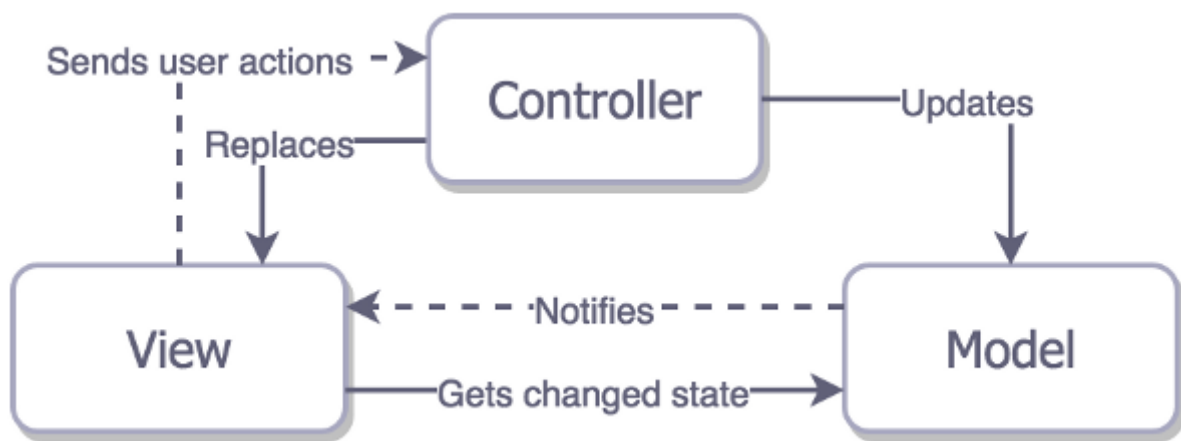 Sends user actions
Controller
Updates
Replaces
Notifies
View
Model
Gets changed state